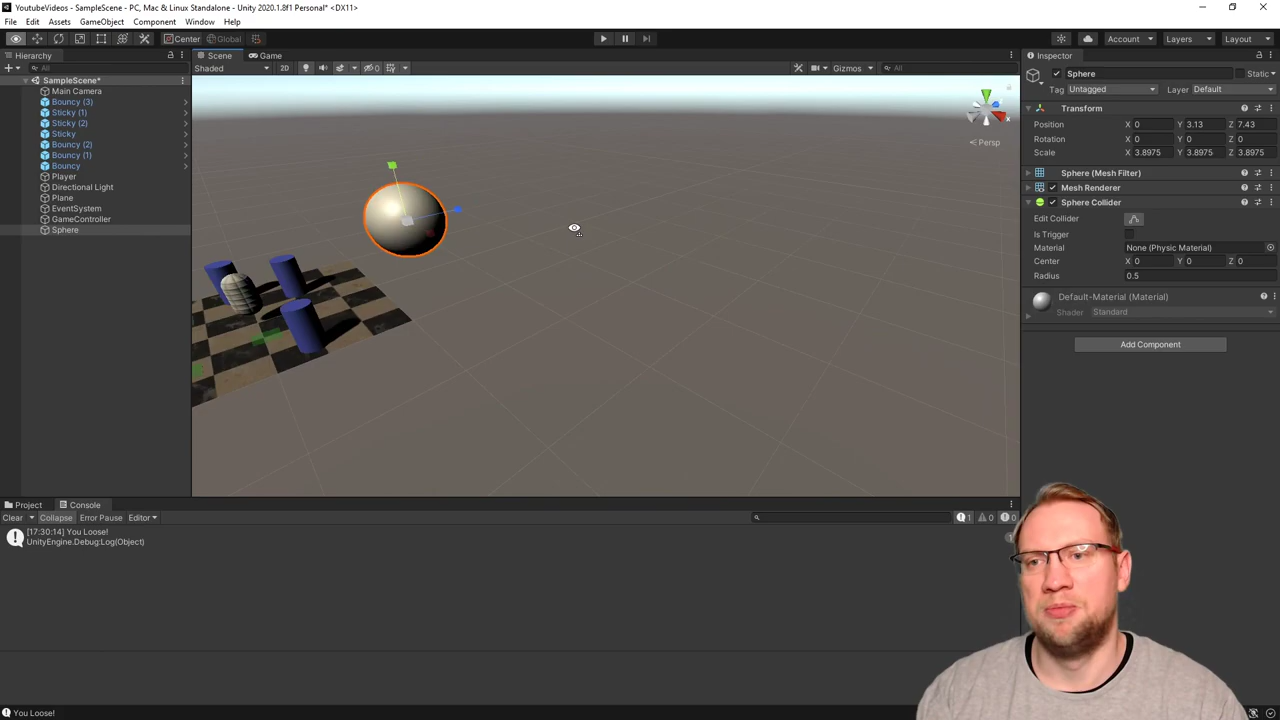 YoutubeVideos - SampleScene - PC, Mac & Linux Standalone - Unity 2020.1.8f1 Personal* <DX11>
File Edit Assets GameObject Component Window Help
Center Global Account Layers Layout
Hierarchy Scene Game Inspector
All Shaded 2D 0 Gizmos All
SampleScene*
Main Camera
Bouncy (3)
Sticky (1)
Sticky (2)
Sticky
Bouncy (2)
Bouncy (1)
Bouncy
Player
Directional Light
Plane
EventSystem
GameController
Sphere
x
Persp
Sphere Static
Tag Untagged Layer Default
Transform
Position X 0 Y 3.13 Z 7.43
Rotation X 0 Y 0 Z 0
Scale X 3.8975 Y 3.8975 Z 3.8975
Sphere (Mesh Filter)
Mesh Renderer
Sphere Collider
Edit Collider
Is Trigger
Material None (Physic Material)
Center X 0 Y 0 Z 0
Radius 0.5
Default-Material (Material)
Shader Standard
Add Component
Project Console
Clear Collapse Error Pause Editor 1 0 0
[17:30:14] You Loose!
UnityEngine.Debug:Log(Object)
1
You Loose!